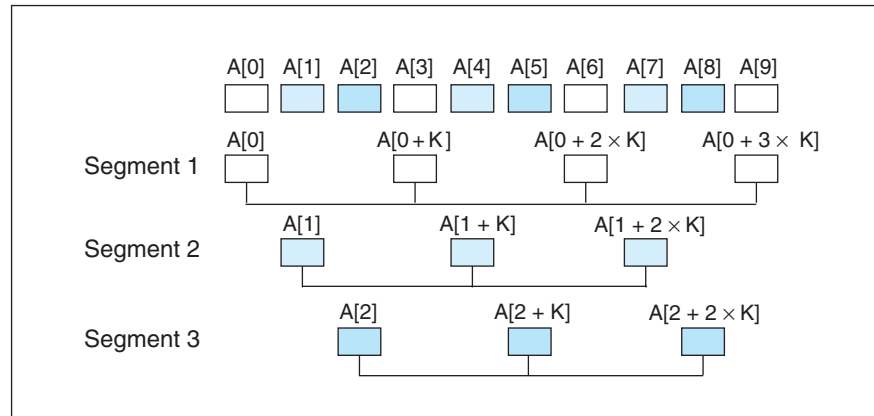 A[0] A[1] A[2] A[3] A[4] A[5] A[6] A[7] A[8] A[9]
A[0] A[0 + K] A[0 + 2 × K] A[0 + 3 × K]
Segment 1
A[1] A[1 + K] A[1 + 2 × K]
Segment 2
A[2] A[2 + K] A[2 + 2 × K]
Segment 3